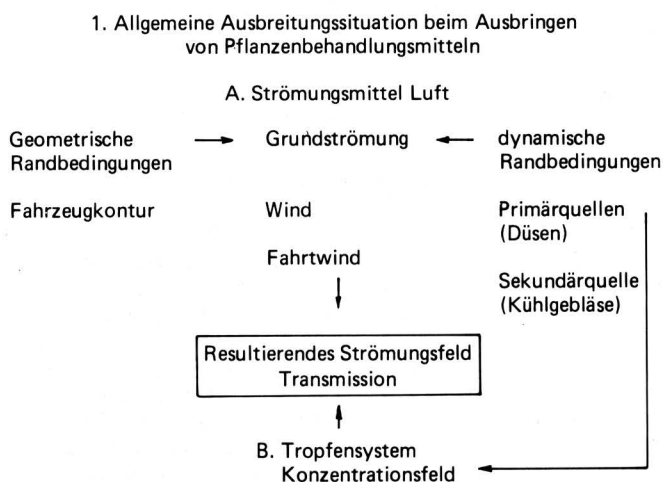 1. Allgemeine Ausbreitungssituation beim Ausbringen
von Pflanzenbehandlungsmitteln
A. Strömungsmittel Luft
Geometrische
Randbedingungen
Grundströmung
dynamische
Randbedingungen
Fahrzeugkontur
Wind
Primärquellen
(Düsen)
Fahrtwind
Sekundärquelle
(Kühlgebläse)
Resultierendes Strömungsfeld
Transmission
B. Tropfensystem
Konzentrationsfeld